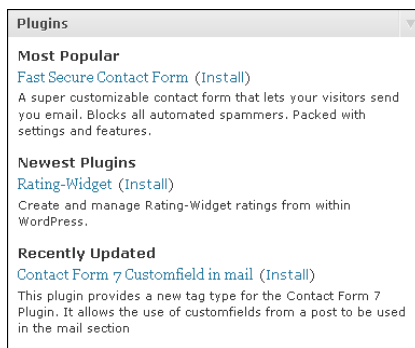 Plugins
Most Popular
Fast Secure Contact Form (Install)
A super customizable contact form that lets your visitors send
you email. Blocks all automated spammers. Packed with
settings and features.
Newest Plugins
Rating-Widget (Install)
Create and manage Rating-Widget ratings from within
WordPress.
Recently Updated
Contact Form 7 Customfield in mail (Install)
This plugin provides a new tag type for the Contact Form 7
Plugin. It allows the use of customfields from a post to be used
in the mail section